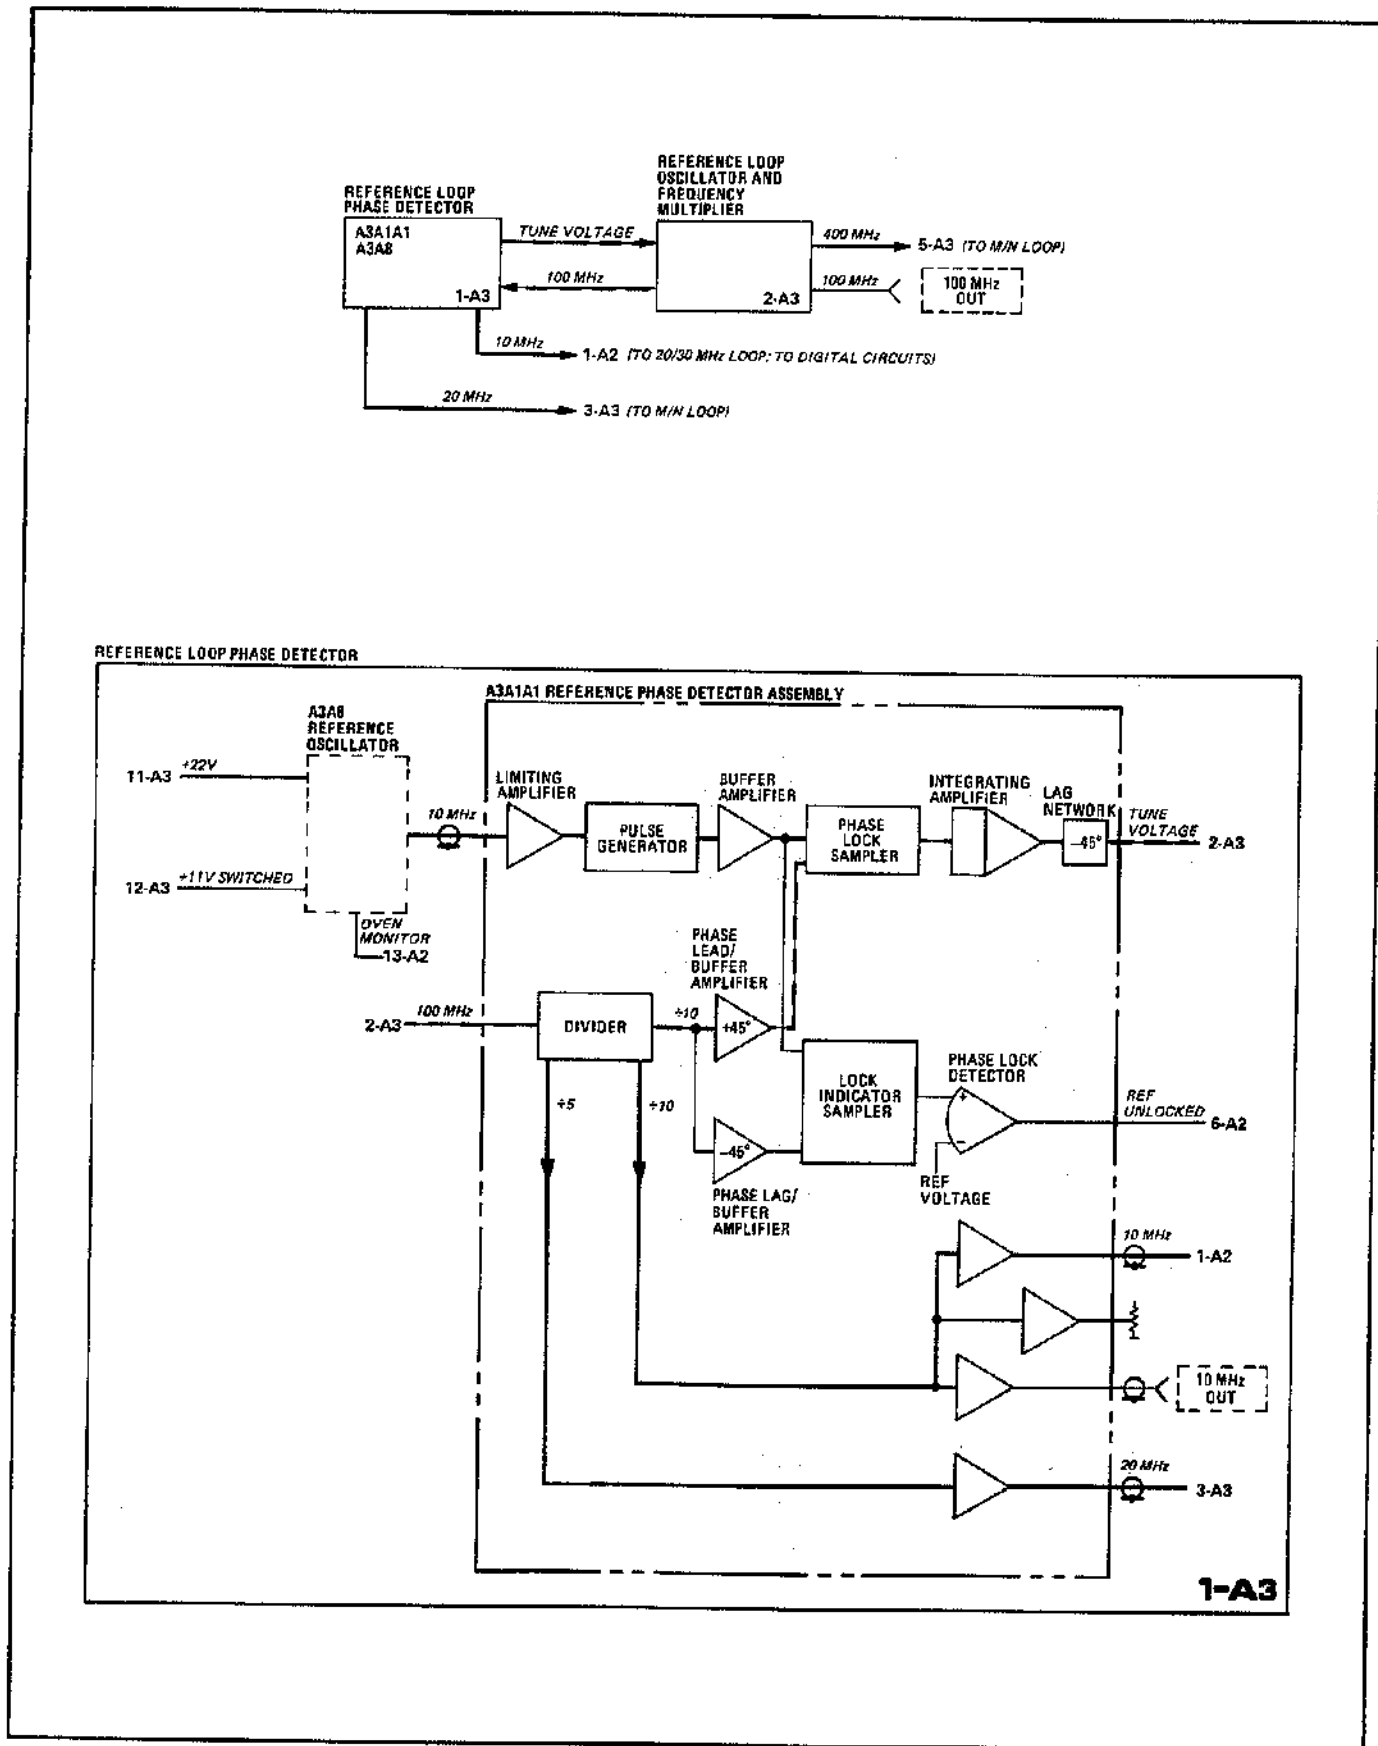 REFERENCE LOOP
PHASE DETECTOR
A3A1A1
A3A8
1-A3
TUNE VOLTAGE
100 MHz
REFERENCE LOOP
OSCILLATOR AND
FREQUENCY
MULTIPLIER
2-A3
400 MHz
5-A3 (TO M/N LOOP)
100 MHz
100 MHz
OUT
10 MHz
1-A2 (TO 20/30 MHz LOOP; TO DIGITAL CIRCUITS)
20 MHz
3-A3 (TO M/N LOOP)
REFERENCE LOOP PHASE DETECTOR
A3A1A1 REFERENCE PHASE DETECTOR ASSEMBLY
A3A8
REFERENCE
OSCILLATOR
11-A3
+22V
12-A3
+11V SWITCHED
OVEN
MONITOR
13-A2
10 MHz
LIMITING
AMPLIFIER
PULSE
GENERATOR
BUFFER
AMPLIFIER
PHASE
LOCK
SAMPLER
INTEGRATING
AMPLIFIER
LAG
NETWORK
–45°
TUNE
VOLTAGE
2-A3
2-A3
100 MHz
DIVIDER
÷10
÷5
÷10
PHASE
LEAD/
BUFFER
AMPLIFIER
+45°
–45°
PHASE LAG/
BUFFER
AMPLIFIER
LOCK
INDICATOR
SAMPLER
PHASE LOCK
DETECTOR
+
–
REF
VOLTAGE
REF
UNLOCKED
6-A2
10 MHz
1-A2
10 MHz
OUT
20 MHz
3-A3
1-A3